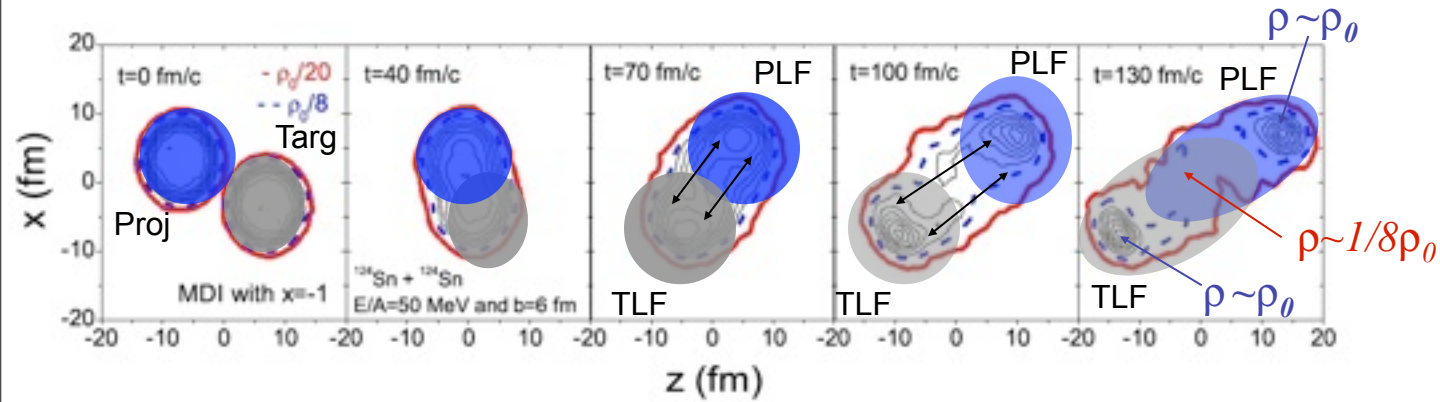 ρ~ρ₀
20
10
0
-10
-20
x (fm)
t=0 fm/c
- ρ₀/20
- - ρ₀/8
Targ
Proj
MDI with x=-1
t=40 fm/c
¹²⁴Sn + ¹²⁴Sn
E/A=50 MeV and b=6 fm
t=70 fm/c
PLF
TLF
t=100 fm/c
PLF
TLF
t=130 fm/c
PLF
TLF
ρ~1/8ρ₀
ρ~ρ₀
-20 -10 0 10 -20 -10 0 10 -20 -10 0 10 -20 -10 0 10 -20 -10 0 10 20
z (fm)